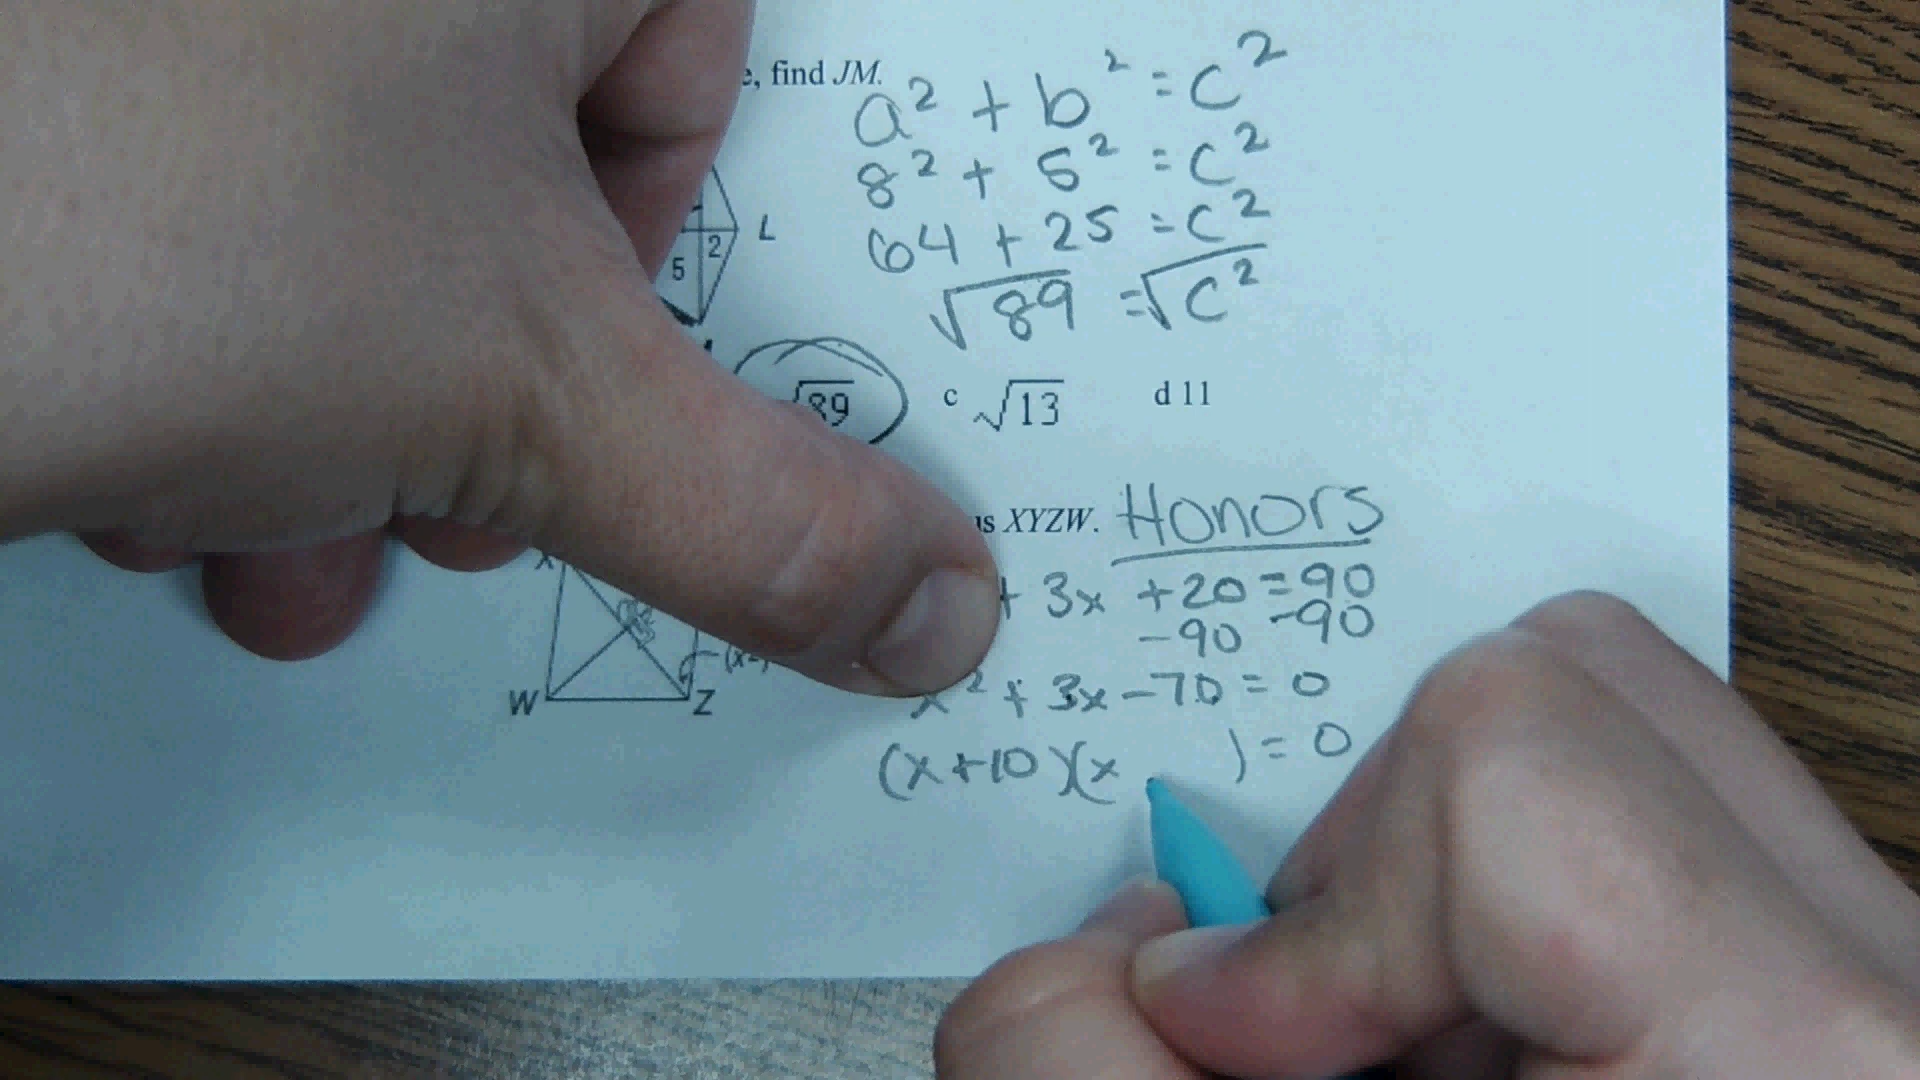 , find JM.
a² + b² = c²
8² + 5² = c²
L
64 + 25 = c²
2
5
√89 = √c²
√89
c √13
d 11
XYZW. Honors
X
+ 3x + 20 = 90
-90 -90
W
Z
x² + 3x - 70 = 0
(x + 10)(x ) = 0